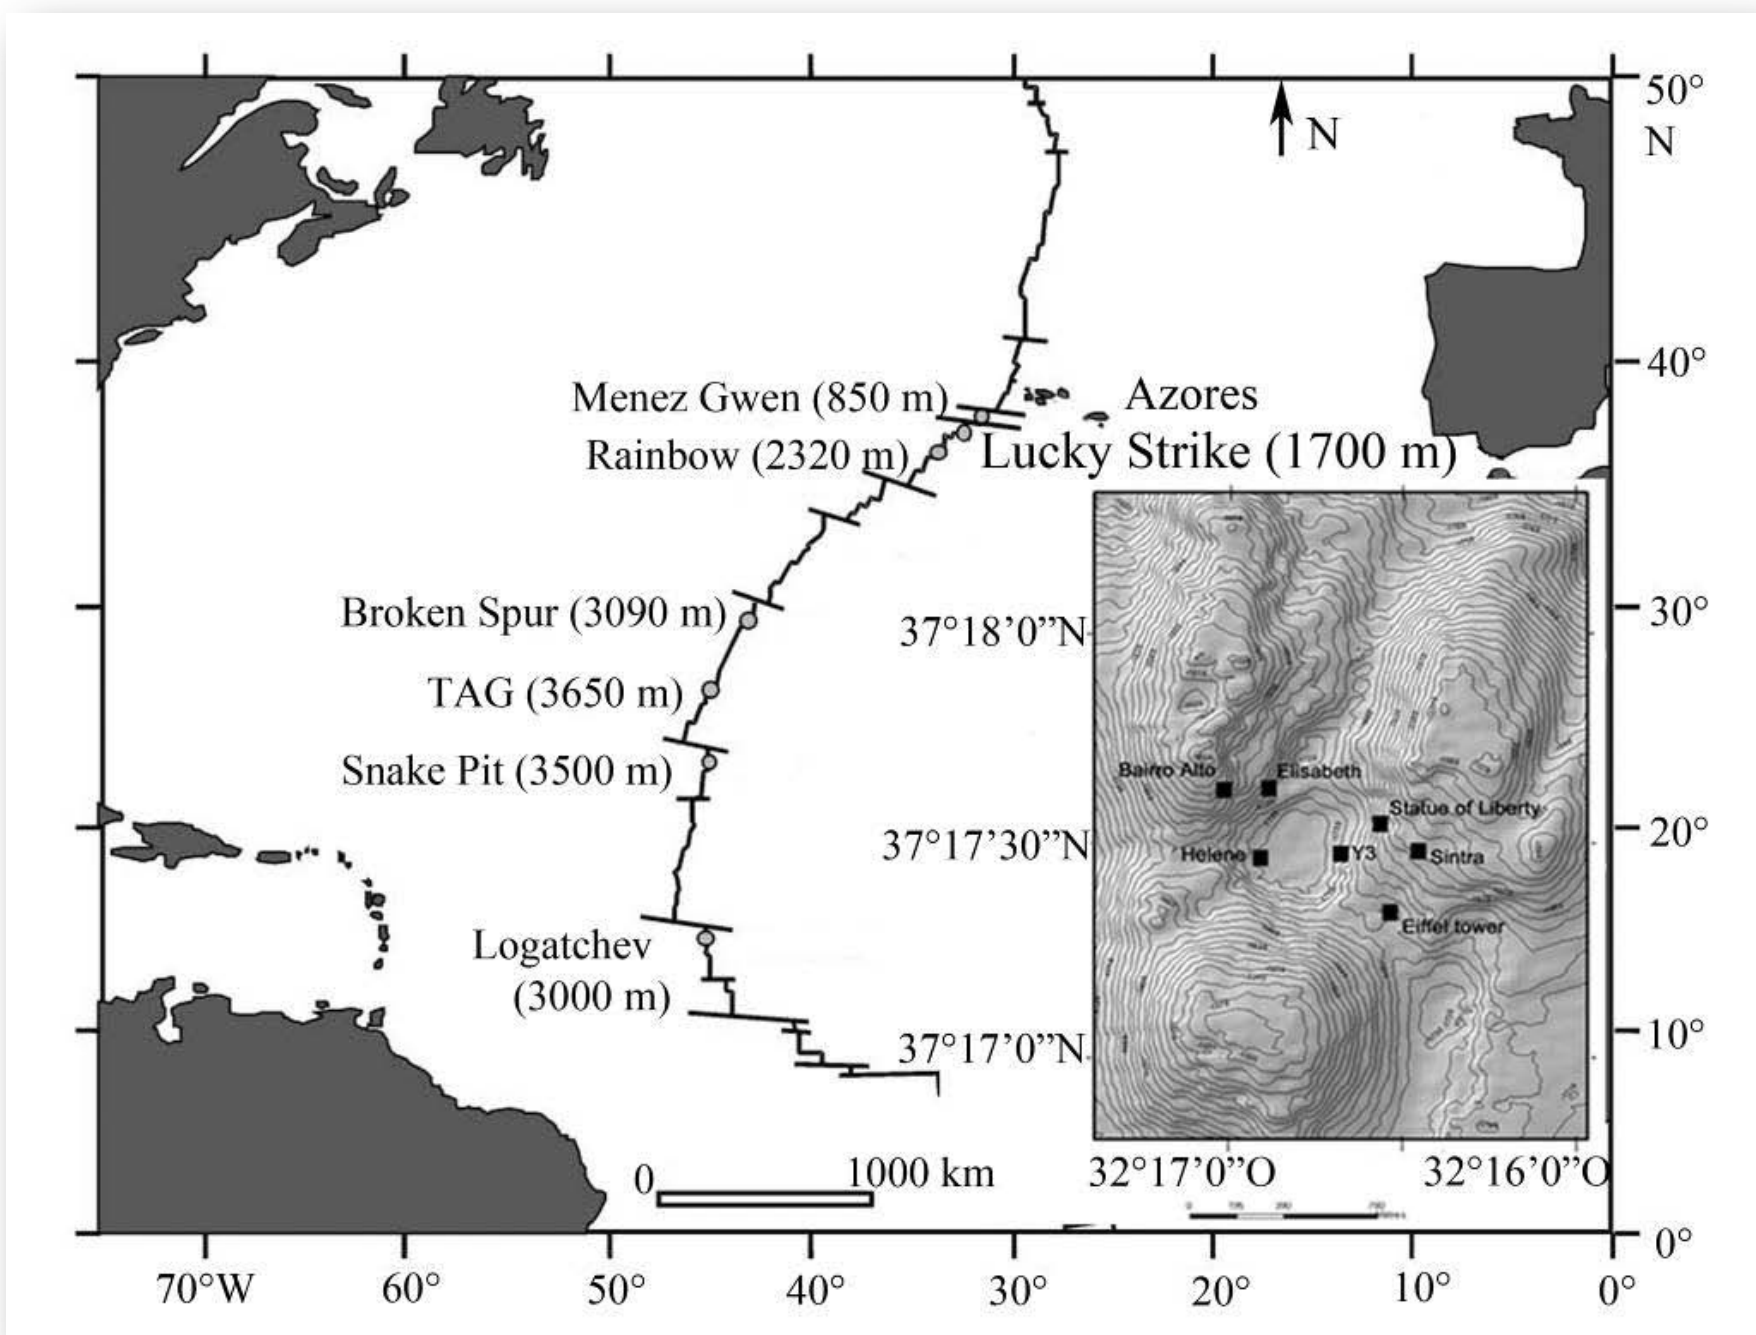 50°
N
N
40°
Menez Gwen (850 m)
Azores
Rainbow (2320 m)
Lucky Strike (1700 m)
30°
Broken Spur (3090 m)
37°18’0”N
TAG (3650 m)
Snake Pit (3500 m)
Bairro Alto
Elisabeth
Statue of Liberty
20°
37°17’30”N
Helene
Y3
Sintra
Eiffel tower
Logatchev
(3000 m)
10°
37°17’0”N
0
1000 km
32°17’0”O
32°16’0”O
0°
70°W
60°
50°
40°
30°
20°
10°
0°